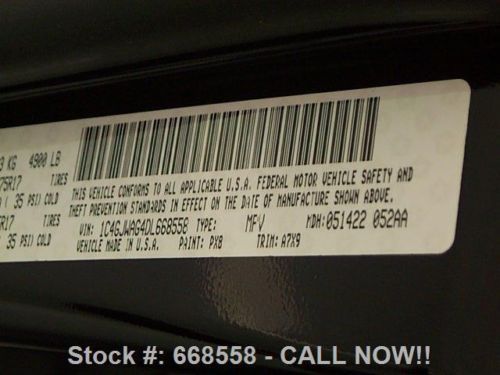 3 KG 4900 LB
75R17 TIRES
( 35 PSI) COLD
5R17 TIRES
35 PSI) COLD
THIS VEHICLE CONFORMS TO ALL APPLICABLE U.S.A. FEDERAL MOTOR VEHICLE SAFETY AND
THEFT PREVENTION STANDARDS IN EFFECT ON THE DATE OF MANUFACTURE SHOWN ABOVE.
VIN: 1C4GJWAG4DL668558 TYPE: MPV MDH:051422 052AA
VEHICLE MADE IN U.S.A. PAINT: PX8 TRIM: A7X9
Stock #: 668558 - CALL NOW!!